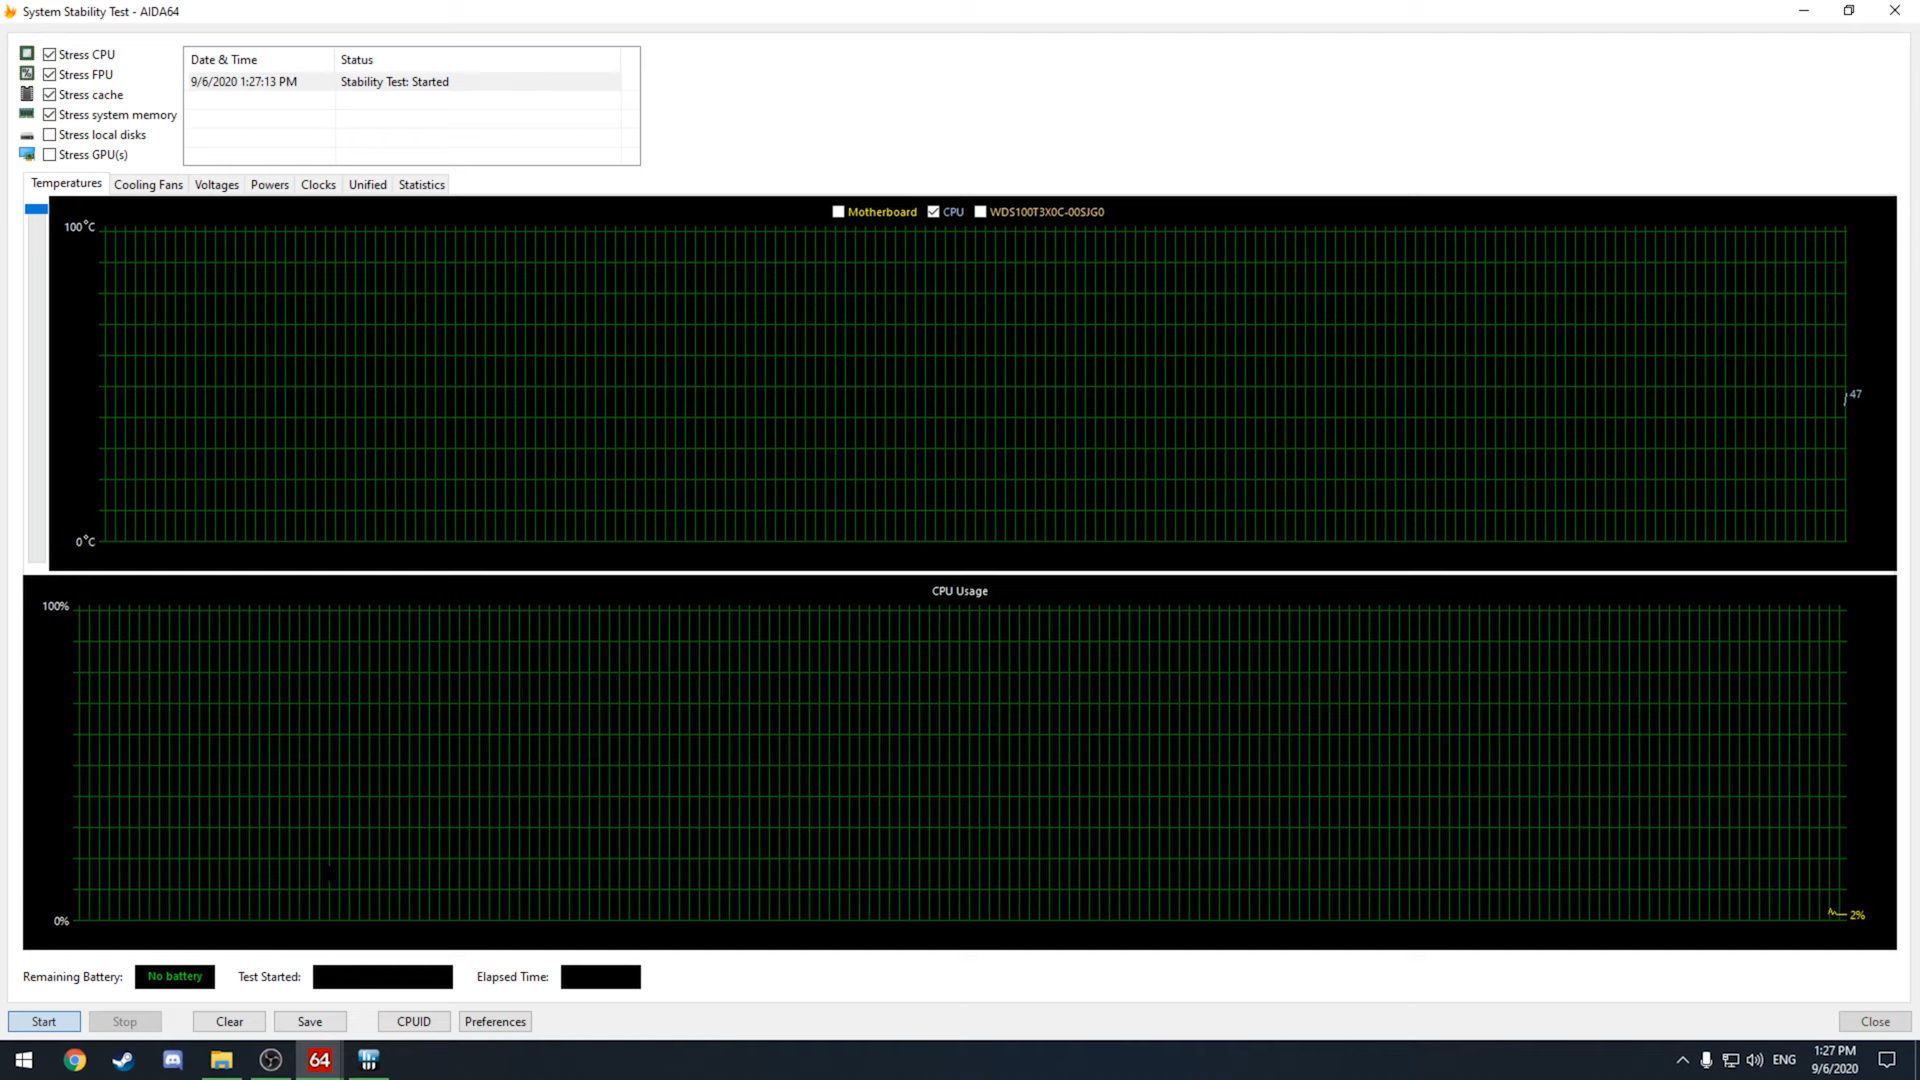 System Stability Test - AIDA64
Stress CPU
Stress FPU
Stress cache
Stress system memory
Stress local disks
Stress GPU(s)
Date & Time Status
9/6/2020 1:27:13 PM Stability Test: Started
Temperatures Cooling Fans Voltages Powers Clocks Unified Statistics
Motherboard CPU WDS100T3X0C-00SJG0
100°C
47
0°C
CPU Usage
100%
0%
2%
Remaining Battery: No battery Test Started: Elapsed Time:
Start Stop Clear Save CPUID Preferences Close
64
ENG
1:27 PM
9/6/2020